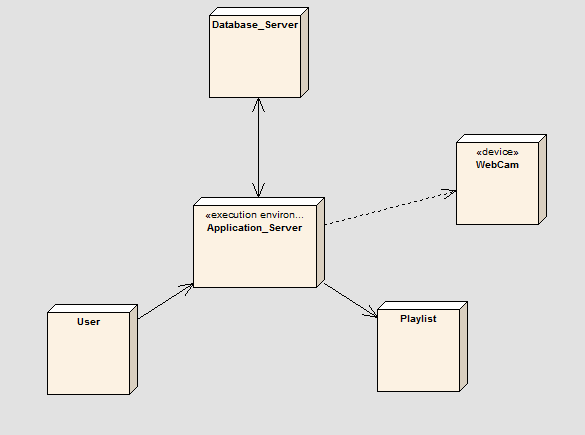 Database_Server
«device»
WebCam
«execution environ...
Application_Server
User
Playlist